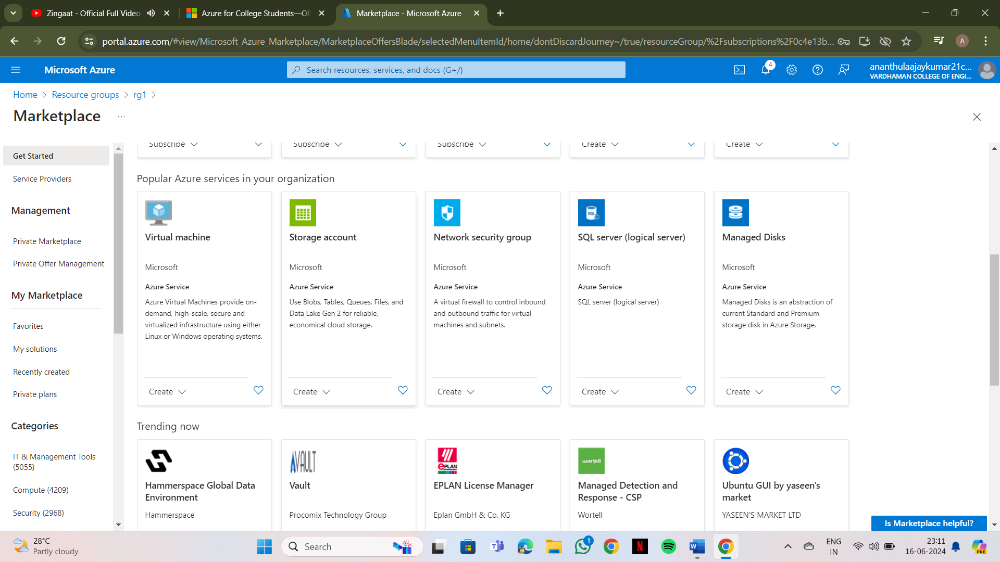 Zingaat - Official Full Video
Azure for College Students—Of
Marketplace - Microsoft Azure
portal.azure.com/#view/Microsoft_Azure_Marketplace/MarketplaceOffersBlade/selectedMenuItemId/home/dontDiscardJourney~/true/resourceGroup/%2Fsubscriptions%2F0c4e13b...
A
Microsoft Azure
Search resources, services, and docs (G+/)
4
ananthulaajaykumar21c...
VARDHAMAN COLLEGE OF ENGI...
Home > Resource groups > rg1 >
Marketplace ...
Get Started
Service Providers
Management
Private Marketplace
Private Offer Management
My Marketplace
Favorites
My solutions
Recently created
Private plans
Categories
IT & Management Tools
(5055)
Compute (4209)
Security (2968)
Subscribe Subscribe Subscribe Create Create
Popular Azure services in your organization
Virtual machine
Microsoft
Azure Service
Azure Virtual Machines provide on-
demand, high-scale, secure and
virtualized infrastructure using either
Linux or Windows operating systems.
Create
Storage account
Microsoft
Azure Service
Use Blobs, Tables, Queues, Files, and
Data Lake Gen 2 for reliable,
economical cloud storage.
Create
Network security group
Microsoft
Azure Service
A virtual firewall to control inbound
and outbound traffic for virtual
machines and subnets.
Create
SQL
SQL server (logical server)
Microsoft
Azure Service
SQL server (logical server)
Create
Managed Disks
Microsoft
Azure Service
Managed Disks is an abstraction of
current Standard and Premium
storage disk in Azure Storage.
Create
Trending now
Hammerspace Global Data
Environment
Hammerspace
AVAULT
Vault
Procomix Technology Group
ePLAN
EPLAN License Manager
Eplan GmbH & Co. KG
wortell
Managed Detection and
Response - CSP
Wortell
Ubuntu GUI by yaseen's
market
YASEEN'S MARKET LTD
Is Marketplace helpful?
28°C
Partly cloudy
Search
1
ENG
IN
23:11
16-06-2024
PRE